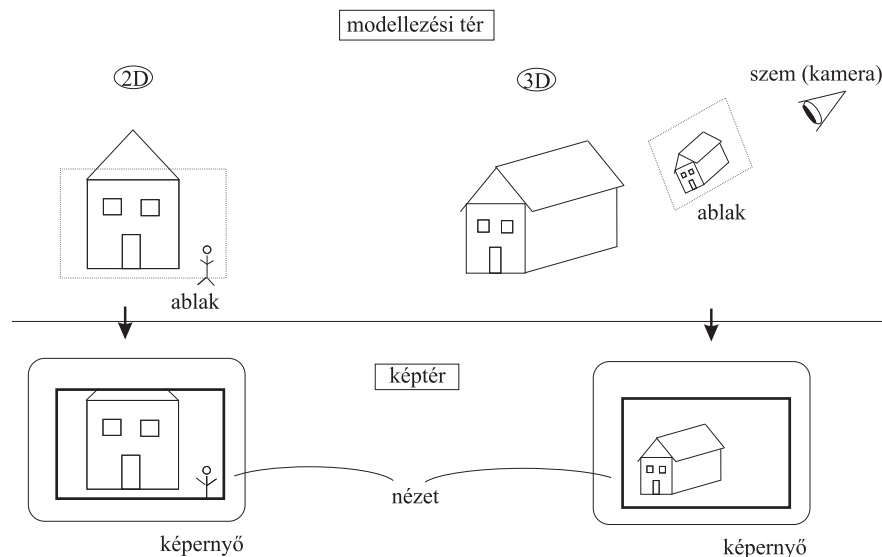 modellezési tér
2D
3D
szem (kamera)
ablak
ablak
képtér
nézet
képernyő
képernyő